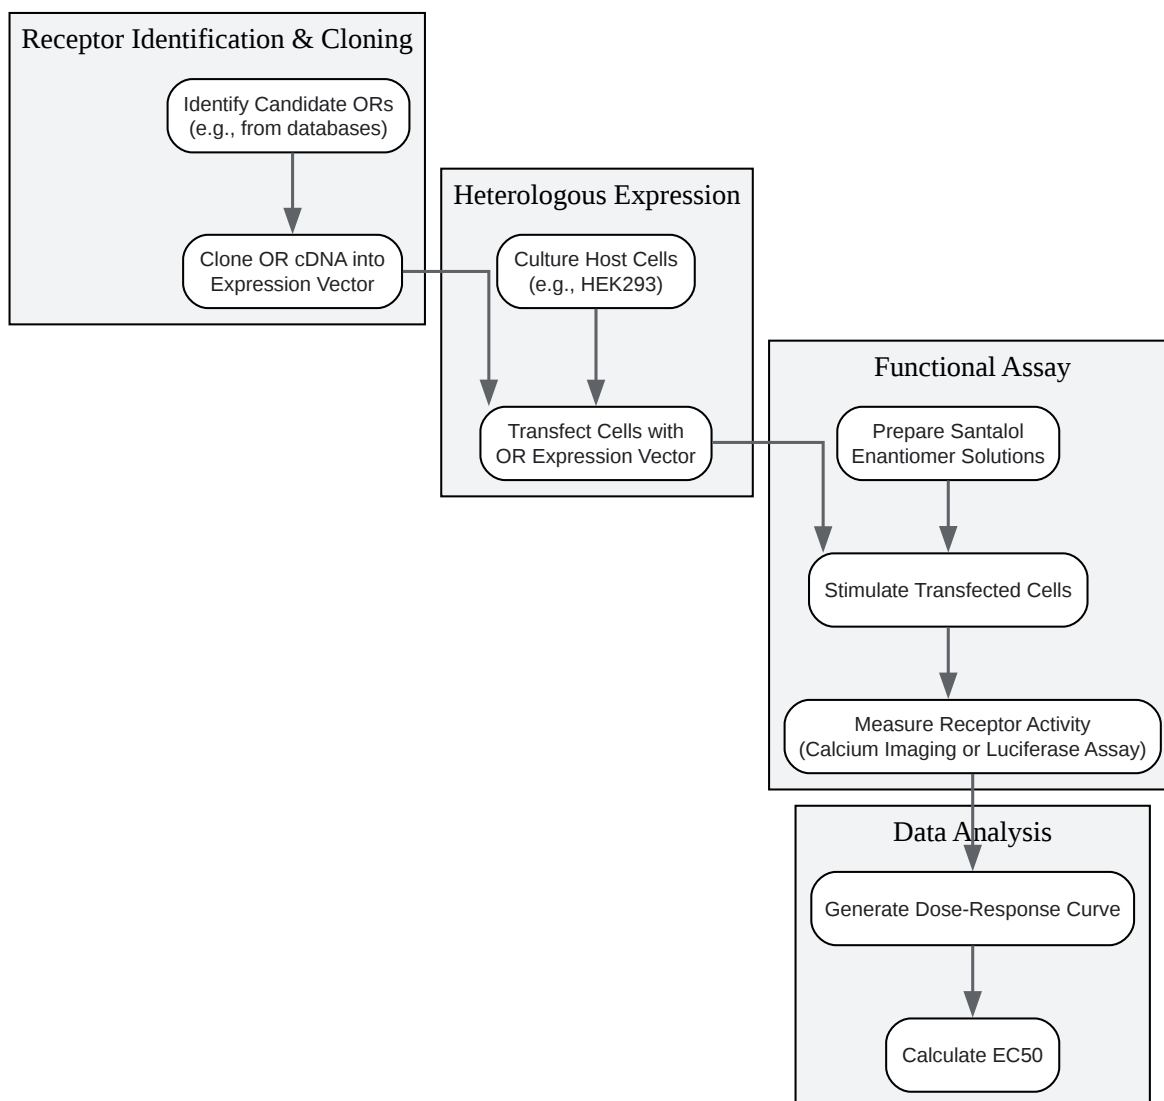 Receptor Identification & Cloning
Identify Candidate ORs
(e.g., from databases)
Clone OR cDNA into
Expression Vector
Heterologous Expression
Culture Host Cells
(e.g., HEK293)
Transfect Cells with
OR Expression Vector
Functional Assay
Prepare Santalol
Enantiomer Solutions
Stimulate Transfected Cells
Measure Receptor Activity
(Calcium Imaging or Luciferase Assay)
Data Analysis
Generate Dose-Response Curve
Calculate EC50